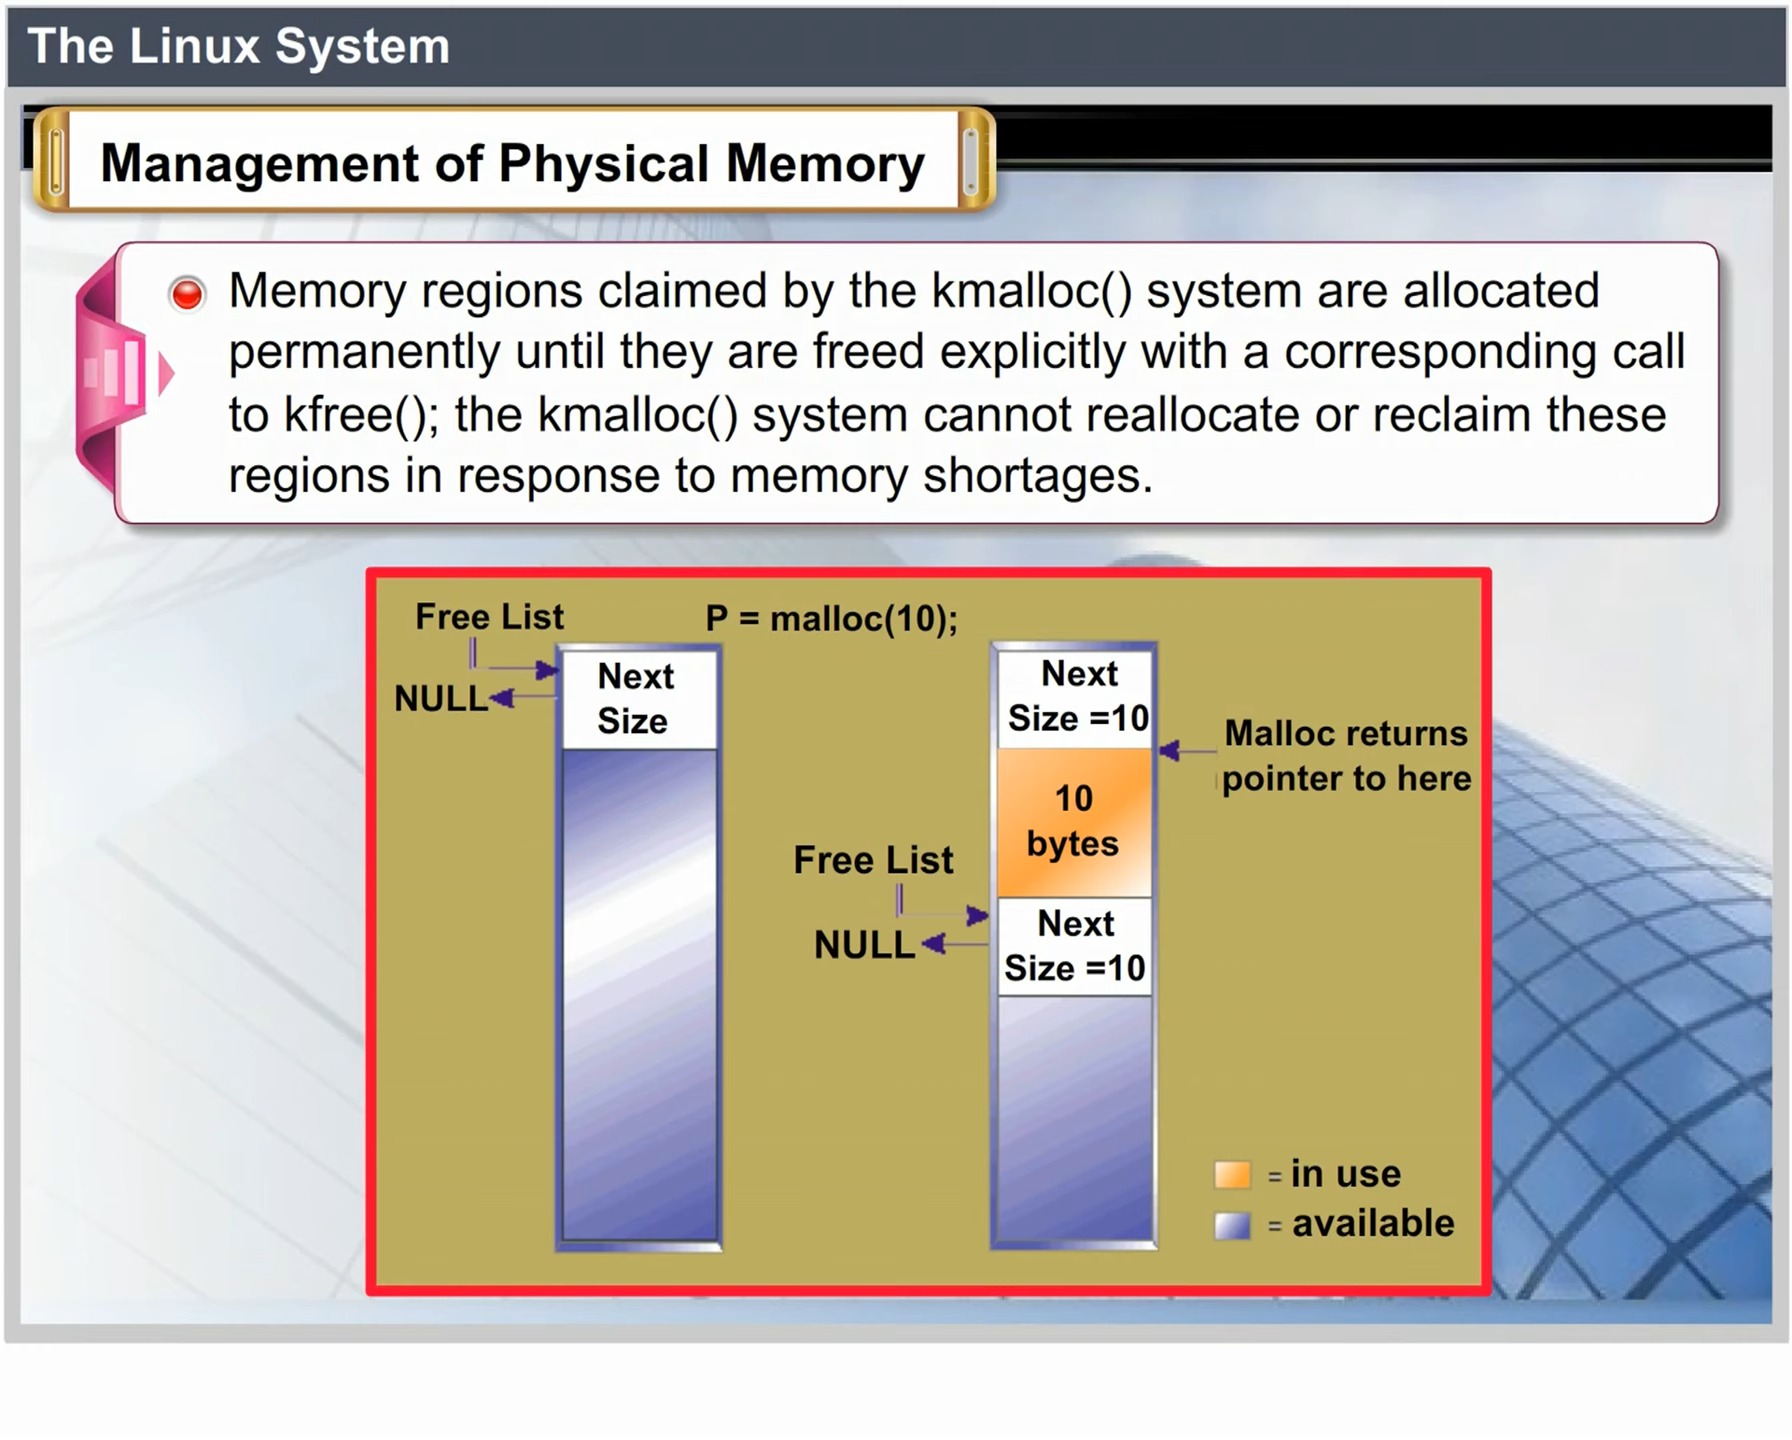 The Linux System
Management of Physical Memory
Memory regions claimed by the kmalloc() system are allocated
permanently until they are freed explicitly with a corresponding call
to kfree(); the kmalloc() system cannot reallocate or reclaim these
regions in response to memory shortages.
Free List
P = malloc(10);
NULL
Next
Size
Next
Size =10
Malloc returns
pointer to here
10
bytes
Free List
NULL
Next
Size =10
= in use
= available